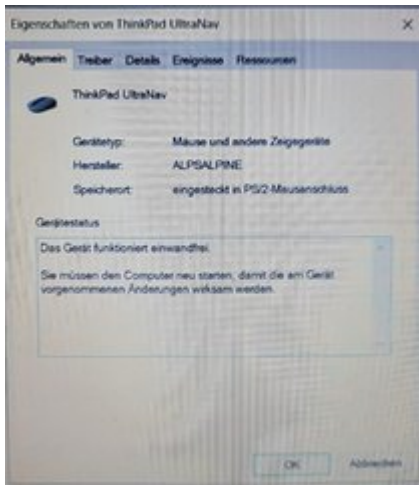 Eigenschaften von ThinkPad UltraNav
Allgemein Treiber Details Ereignisse Ressourcen
ThinkPad UltraNav
Gerätetyp: Mäuse und andere Zeigegeräte
Hersteller: ALPSALPINE
Speicherort: eingesteckt in PS/2-Mausanschluss
Gerätestatus
Das Gerät funktioniert einwandfrei.
Sie müssen den Computer neu starten, damit die am Gerät
vorgenommenen Änderungen wirksam werden.
OK Abbrechen